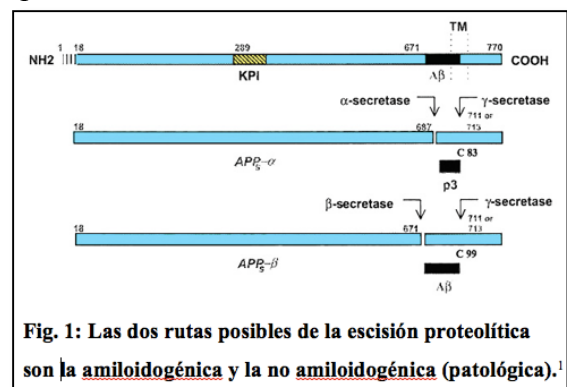 TM
1 18 289 671 770
NH2 COOH
KPI Aβ
α-secretase γ-secretase
711 or
18 687 713
APPs-α C 83
p3
β-secretase γ-secretase
711 or
18 671 713
APPs-β C 99
Aβ
Fig. 1: Las dos rutas posibles de la escisión proteolítica
son la amiloidogénica y la no amiloidogénica (patológica).¹